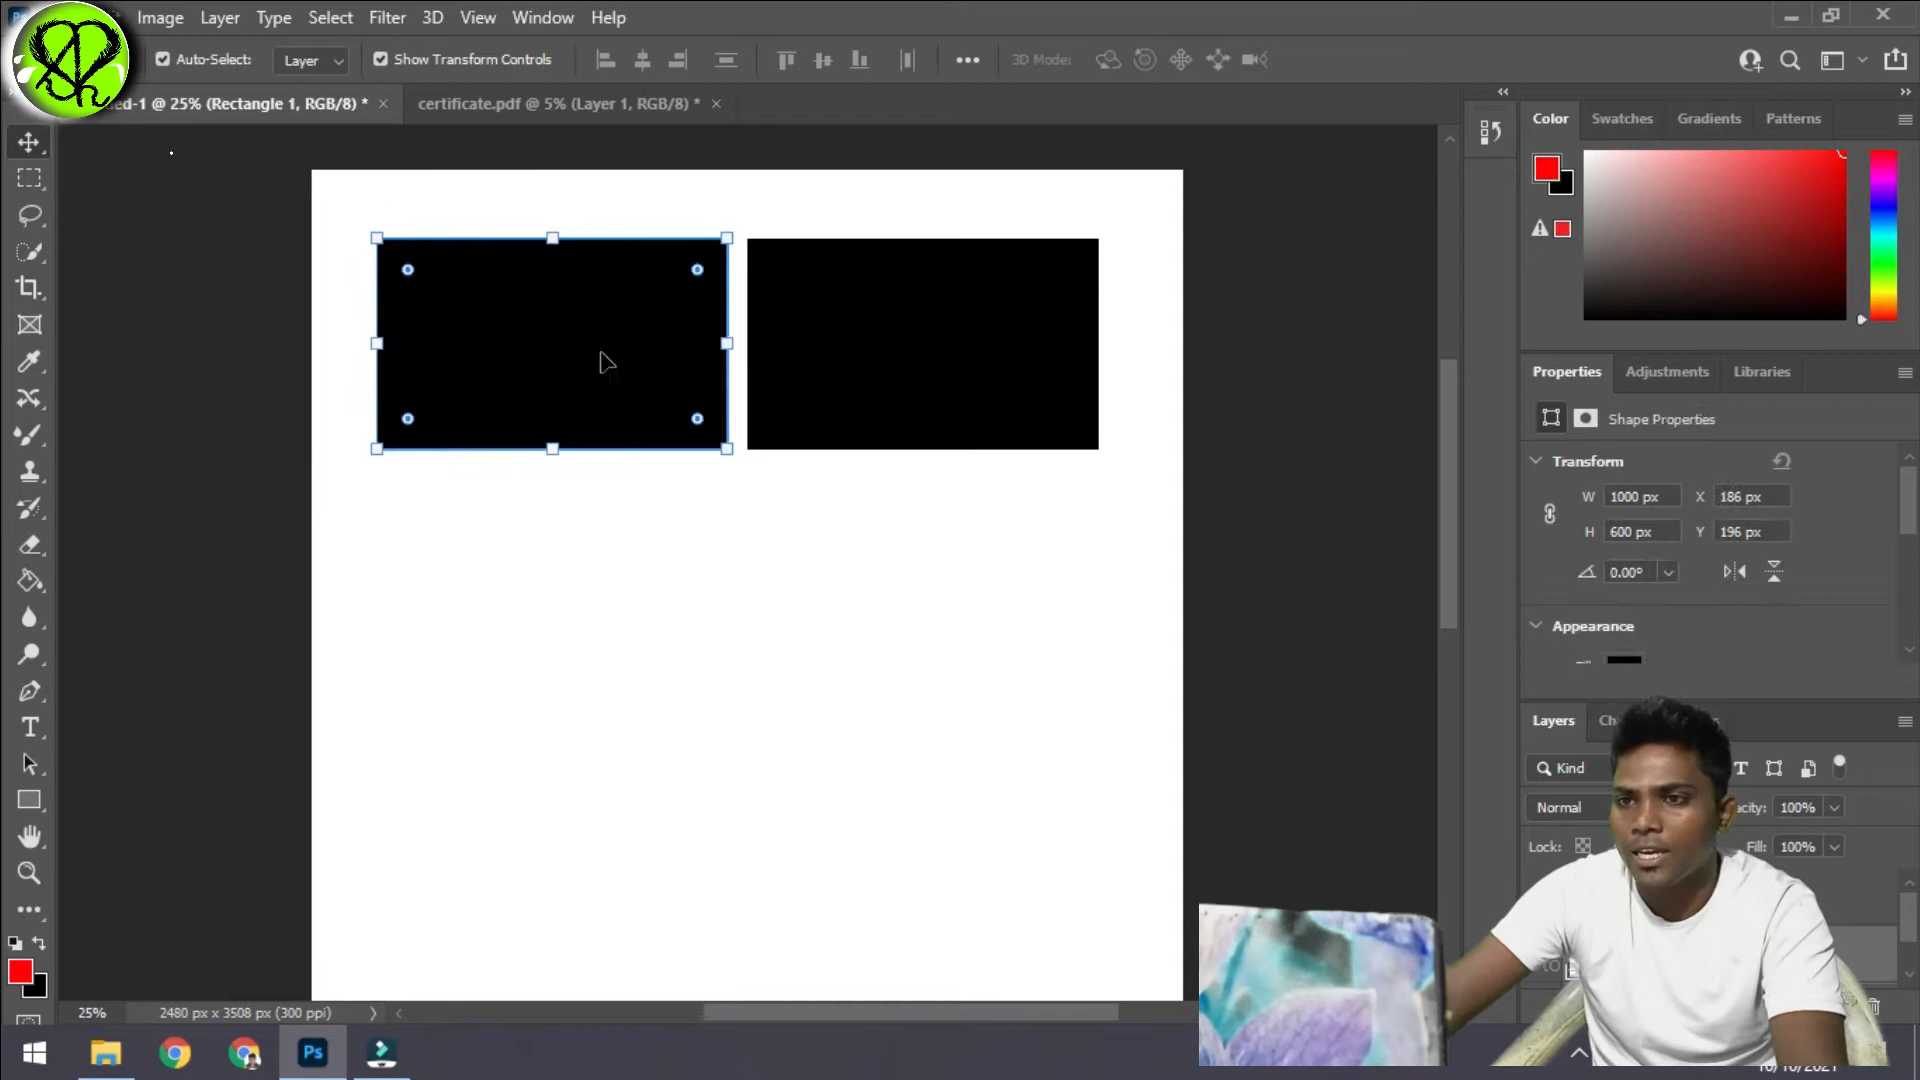 Image Layer Type Select Filter 3D View Window Help
Auto-Select: Layer Show Transform Controls 3D Mode:
ed-1 @ 25% (Rectangle 1, RGB/8) * certificate.pdf @ 5% (Layer 1, RGB/8) *
Color Swatches Gradients Patterns
Properties Adjustments Libraries
Shape Properties
Transform
W 1000 px X 186 px
H 600 px Y 196 px
0.00°
Appearance
Layers Ch
Kind T
Normal acity: 100%
Lock: Fill: 100%
T
25% 2480 px x 3508 px (300 ppi)
Ps